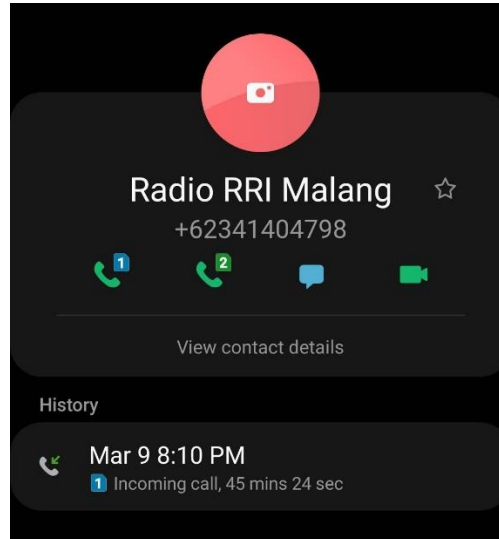 Radio RRI Malang
+62341404798
1 2
View contact details
History
Mar 9 8:10 PM
1 Incoming call, 45 mins 24 sec